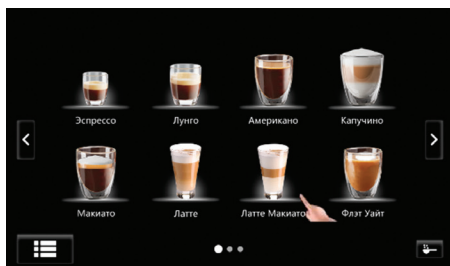 Эспрессо
Лунго
Американо
Капучино
Макиато
Латте
Латте Макиато
Флэт Уайт